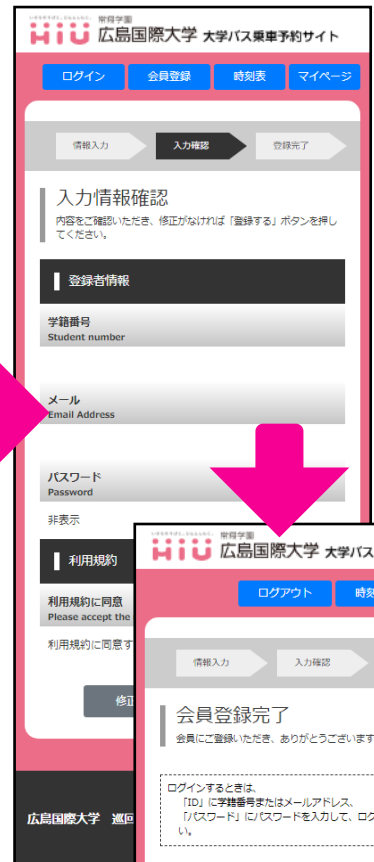 常翔学園
HIU 広島国際大学 大学バス乗車予約サイト
ログイン 会員登録 時刻表 マイページ
情報入力 入力確認 登録完了
入力情報確認
内容をご確認いただき、修正がなければ「登録する」ボタンを押し
てください。
登録者情報
学籍番号
Student number
メール
Email Address
パスワード
Password
非表示
利用規約
利用規約に同意
Please accept the
利用規約に同意す
修正
広島国際大学 巡回
常翔学園
HIU 広島国際大学 大学バス
ログアウト 時刻
情報入力 入力確認
会員登録完了
会員にご登録いただき、ありがとうございます
ログインするときは、
「ID」に学籍番号またはメールアドレス、
「パスワード」にパスワードを入力して、ログ
い。